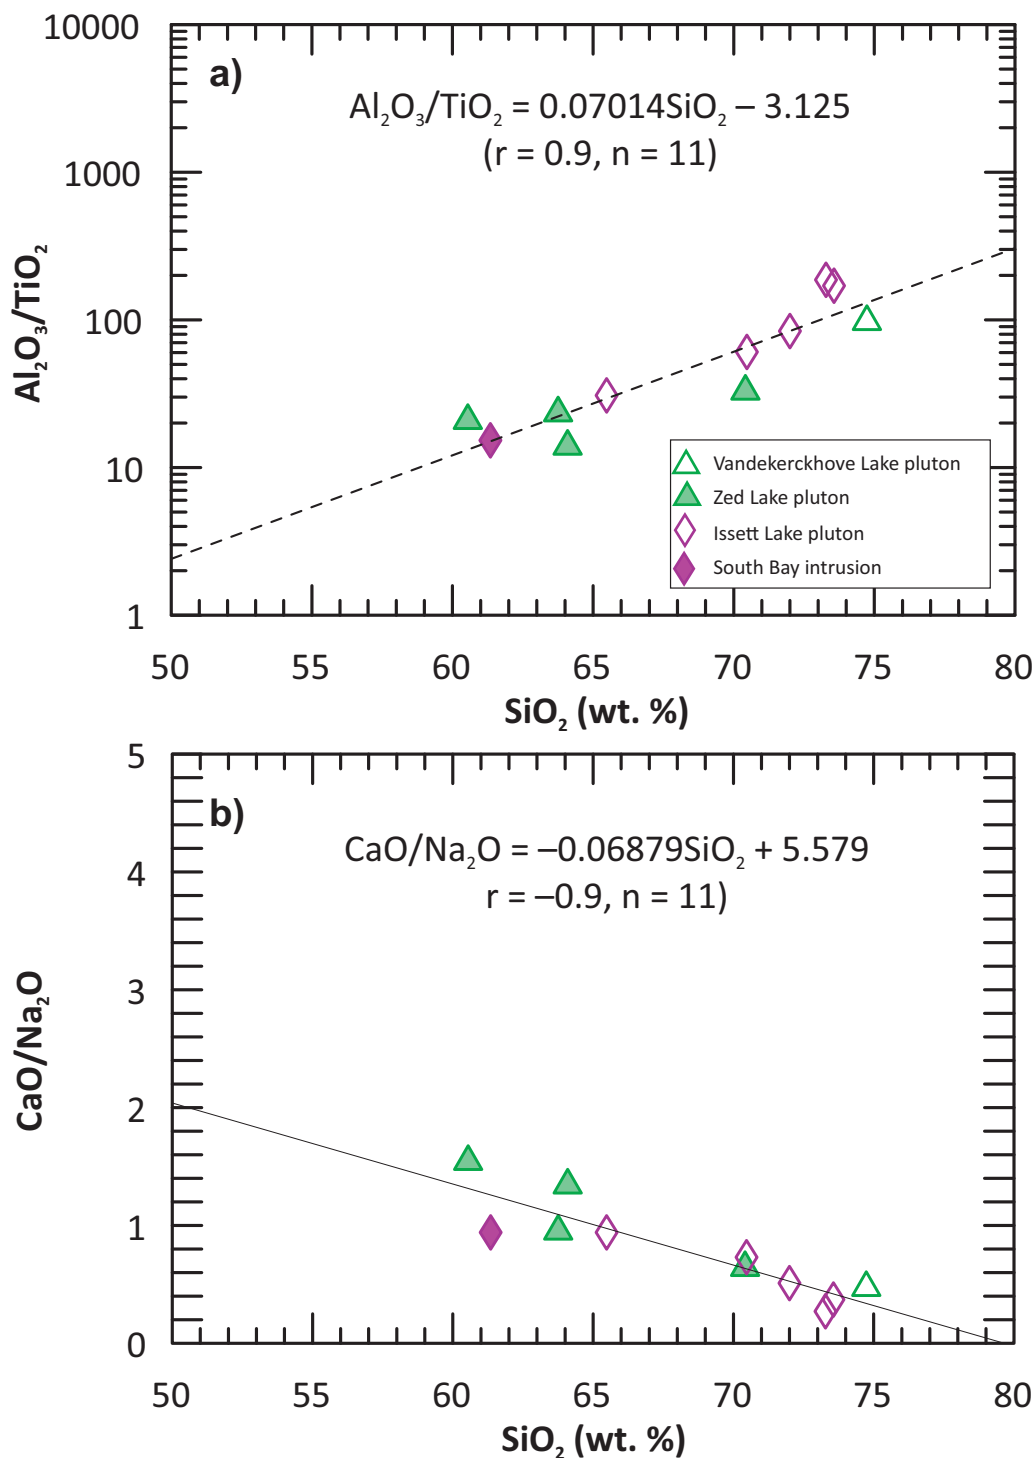 10000
a)
Al₂O₃/TiO₂ = 0.07014SiO₂ – 3.125
(r = 0.9, n = 11)
1000
Al₂O₃/TiO₂
100
10
1
Vandekerckhove Lake pluton
Zed Lake pluton
Issett Lake pluton
South Bay intrusion
50 55 60 65 70 75 80
SiO₂ (wt. %)
5
b)
CaO/Na₂O = –0.06879SiO₂ + 5.579
r = –0.9, n = 11)
4
CaO/Na₂O
3
2
1
0
50 55 60 65 70 75 80
SiO₂ (wt. %)